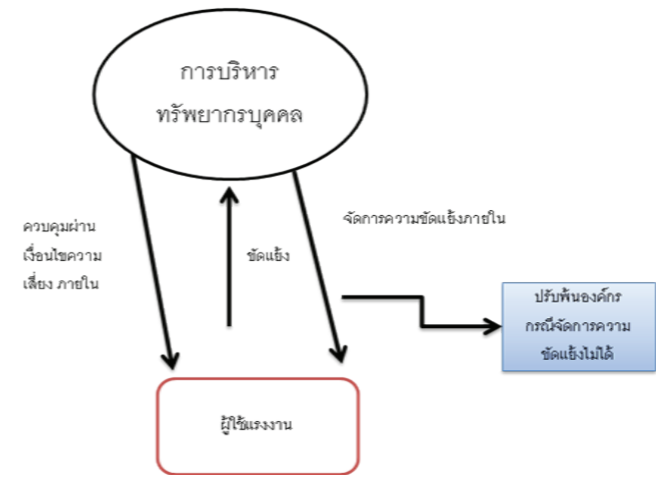 การบริหาร
ทรัพยากรบุคคล
ควบคุมผ่าน
เงื่อนไขความ
เสี่ยง ภายใน
ขัดแย้ง
จัดการความขัดแย้งภายใน
ปรับพ้นองค์กร
กรณีจัดการความ
ขัดแย้งไม่ได้
ผู้ใช้แรงงาน